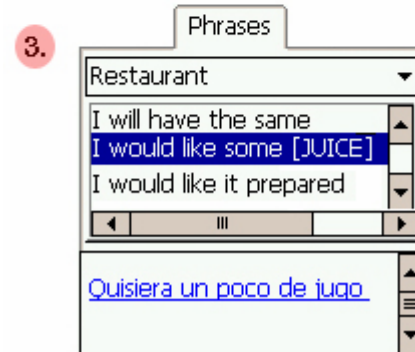 3.
Phrases
Restaurant
I will have the same
I would like some [JUICE]
I would like it prepared
Quisiera un poco de jugo